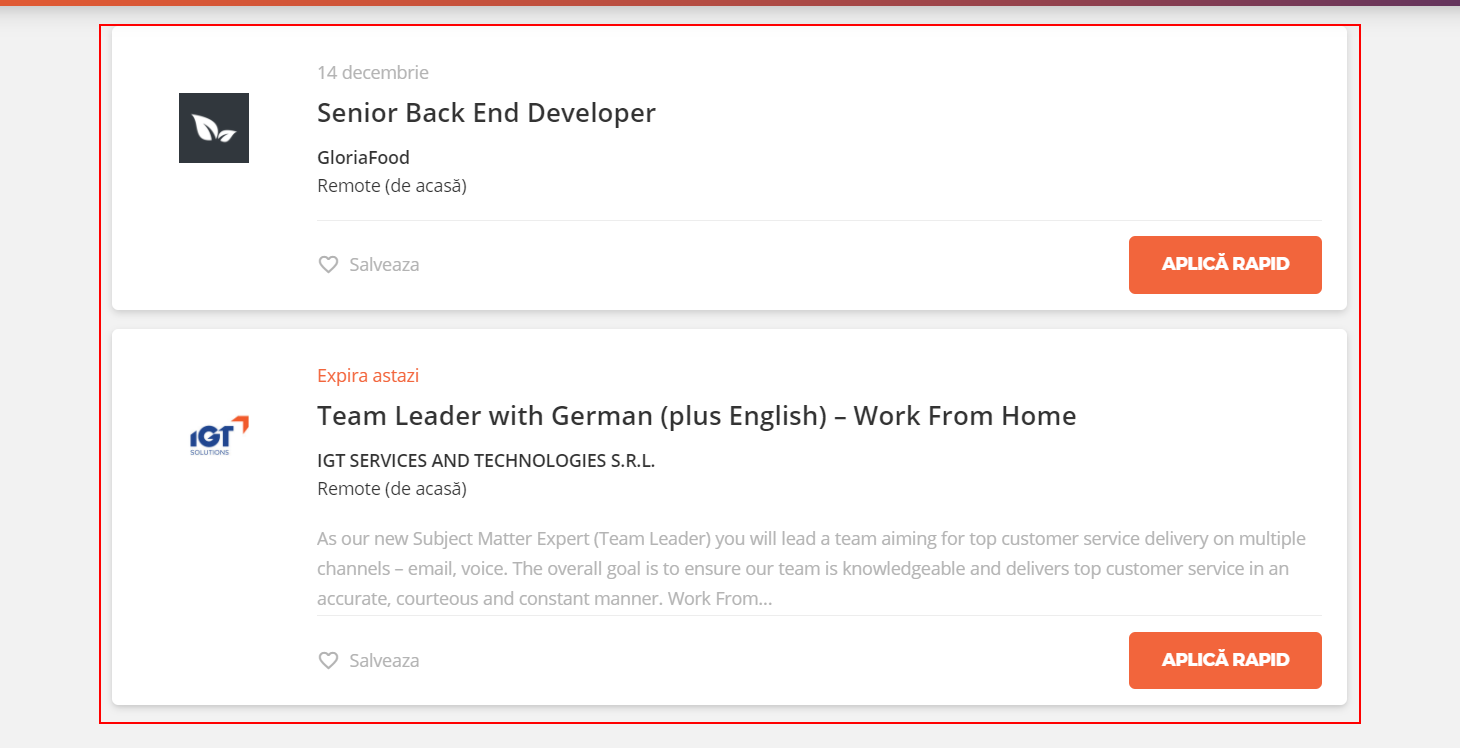 14 decembrie
Senior Back End Developer
GloriaFood
Remote (de acasă)
Salveaza
APLICĂ RAPID
Expira astazi
Team Leader with German (plus English) – Work From Home
IGT
SOLUTIONS
IGT SERVICES AND TECHNOLOGIES S.R.L.
Remote (de acasă)
As our new Subject Matter Expert (Team Leader) you will lead a team aiming for top customer service delivery on multiple
channels – email, voice. The overall goal is to ensure our team is knowledgeable and delivers top customer service in an
accurate, courteous and constant manner. Work From...
Salveaza
APLICĂ RAPID